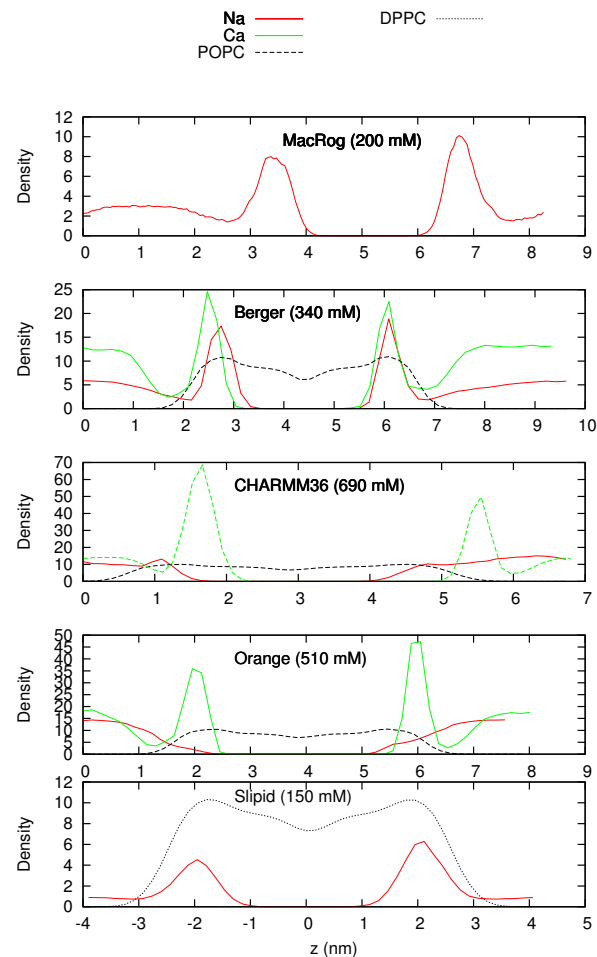 Na DPPC
Ca
POPC
MacRog (200 mM)
Density
12
10
8
6
4
2
0
0 1 2 3 4 5 6 7 8 9
Berger (340 mM)
Density
25
20
15
10
5
0
0 1 2 3 4 5 6 7 8 9 10
CHARMM36 (690 mM)
Density
70
60
50
40
30
20
10
0
0 1 2 3 4 5 6 7
Orange (510 mM)
Density
50
45
40
35
30
25
20
15
10
5
0
0 1 2 3 4 5 6 7 8 9
Slipid (150 mM)
Density
12
10
8
6
4
2
0
-4 -3 -2 -1 0 1 2 3 4 5
z (nm)